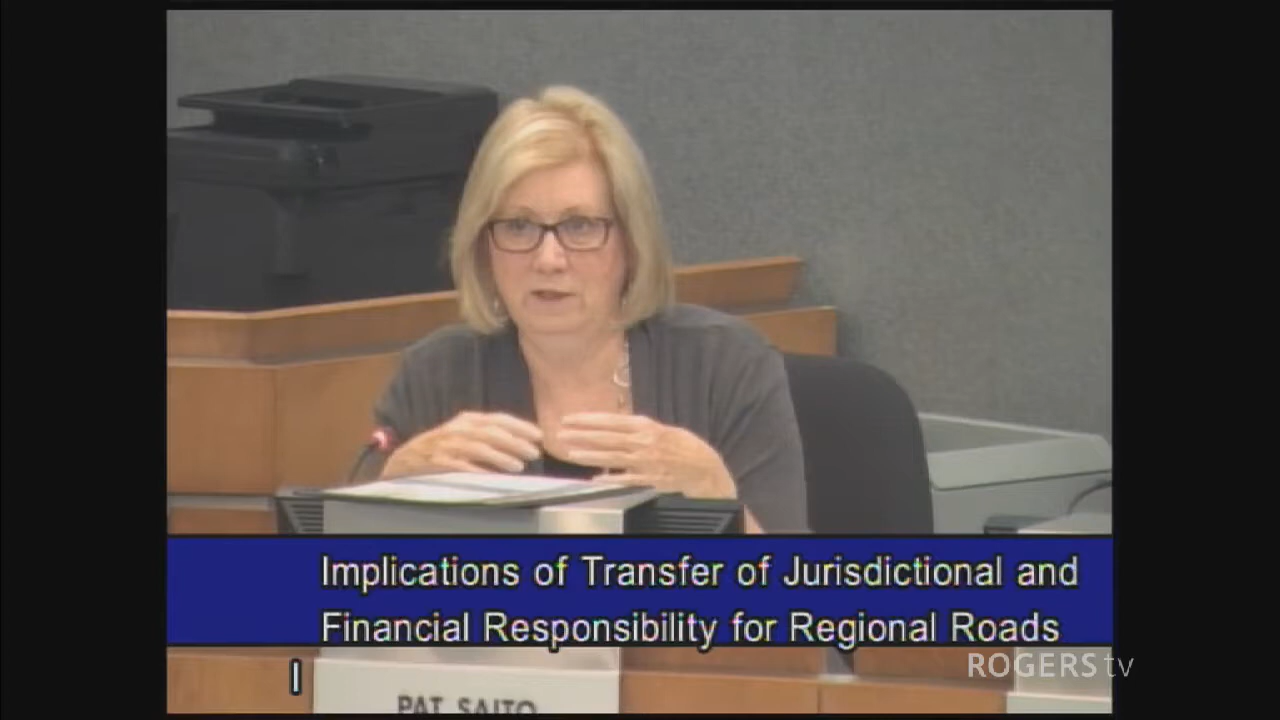 Implications of Transfer of Jurisdictional and
Financial Responsibility for Regional Roads
ROGERS tv
I
PAT SAITO